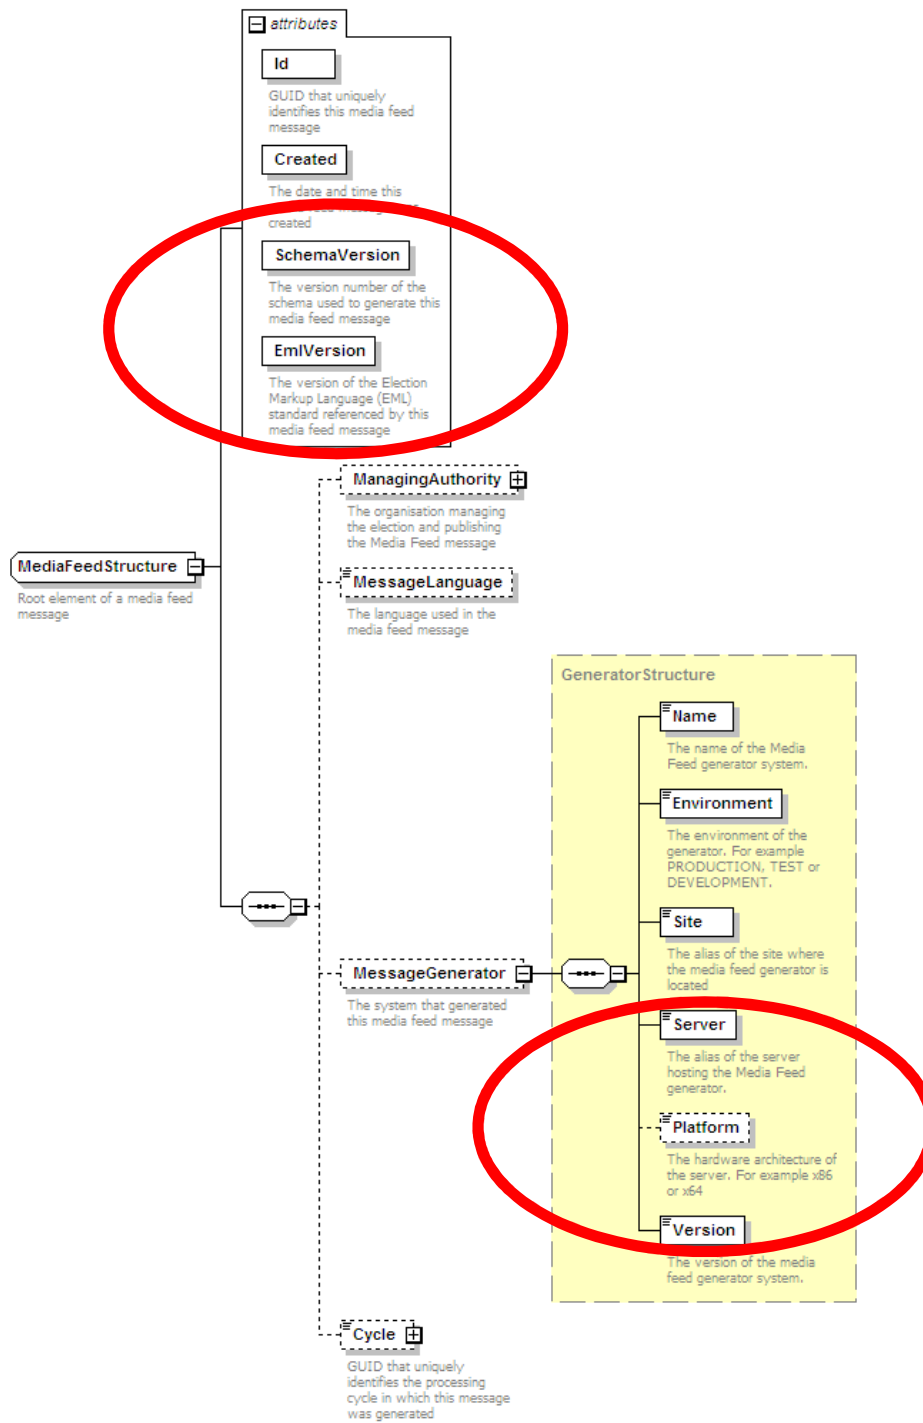 attributes
Id
GUID that uniquely
identifies this media feed
message
Created
The date and time this
created
SchemaVersion
The version number of the
schema used to generate this
media feed message
EmlVersion
The version of the Election
Markup Language (EML)
standard referenced by this
media feed message
ManagingAuthority
The organisation managing
the election and publishing
the Media Feed message
MediaFeedStructure
Root element of a media feed
message
MessageLanguage
The language used in the
media feed message
GeneratorStructure
Name
The name of the Media
Feed generator system.
Environment
The environment of the
generator. For example
PRODUCTION, TEST or
DEVELOPMENT.
Site
The alias of the site where
the media feed generator is
located
MessageGenerator
The system that generated
this media feed message
Server
The alias of the server
hosting the Media Feed
generator.
Platform
The hardware architecture of
the server. For example x86
or x64
Version
The version of the media
feed generator system.
Cycle
GUID that uniquely
identifies the processing
cycle in which this message
was generated